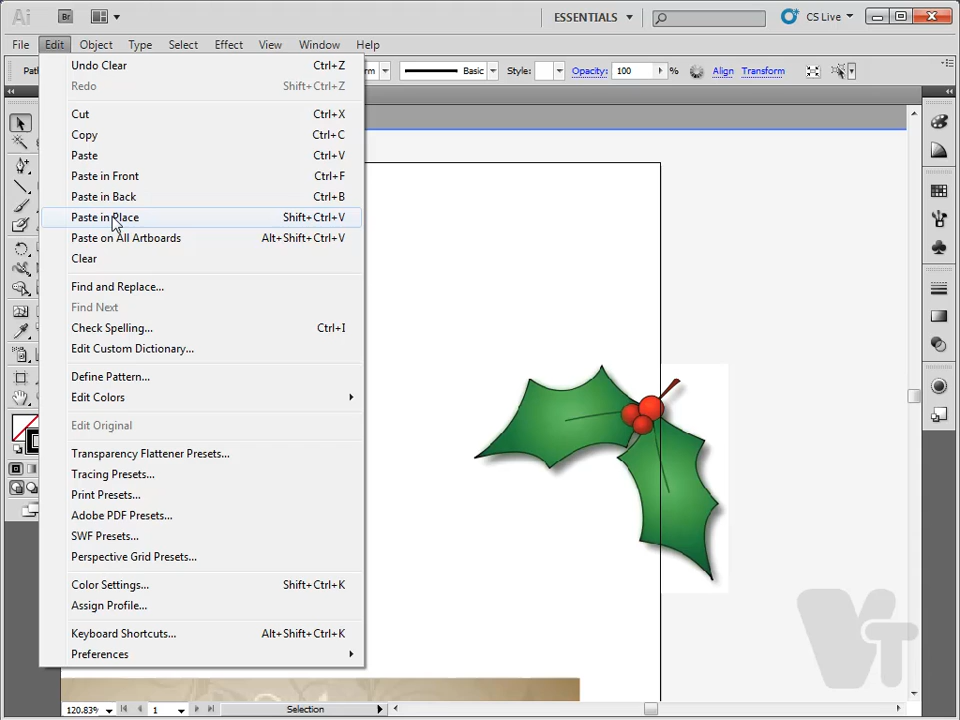 Ai Br ESSENTIALS CS Live
File Edit Object Type Select Effect View Window Help
Basic Style: Opacity: 100 % Align Transform
Undo Clear Ctrl+Z
Redo Shift+Ctrl+Z
Cut Ctrl+X
Copy Ctrl+C
Paste Ctrl+V
Paste in Front Ctrl+F
Paste in Back Ctrl+B
Paste in Place Shift+Ctrl+V
Paste on All Artboards Alt+Shift+Ctrl+V
Clear
Find and Replace...
Find Next
Check Spelling... Ctrl+I
Edit Custom Dictionary...
Define Pattern...
Edit Colors
Edit Original
Transparency Flattener Presets...
Tracing Presets...
Print Presets...
Adobe PDF Presets...
SWF Presets...
Perspective Grid Presets...
Color Settings... Shift+Ctrl+K
Assign Profile...
Keyboard Shortcuts... Alt+Shift+Ctrl+K
Preferences
VT
120.83% 1 Selection